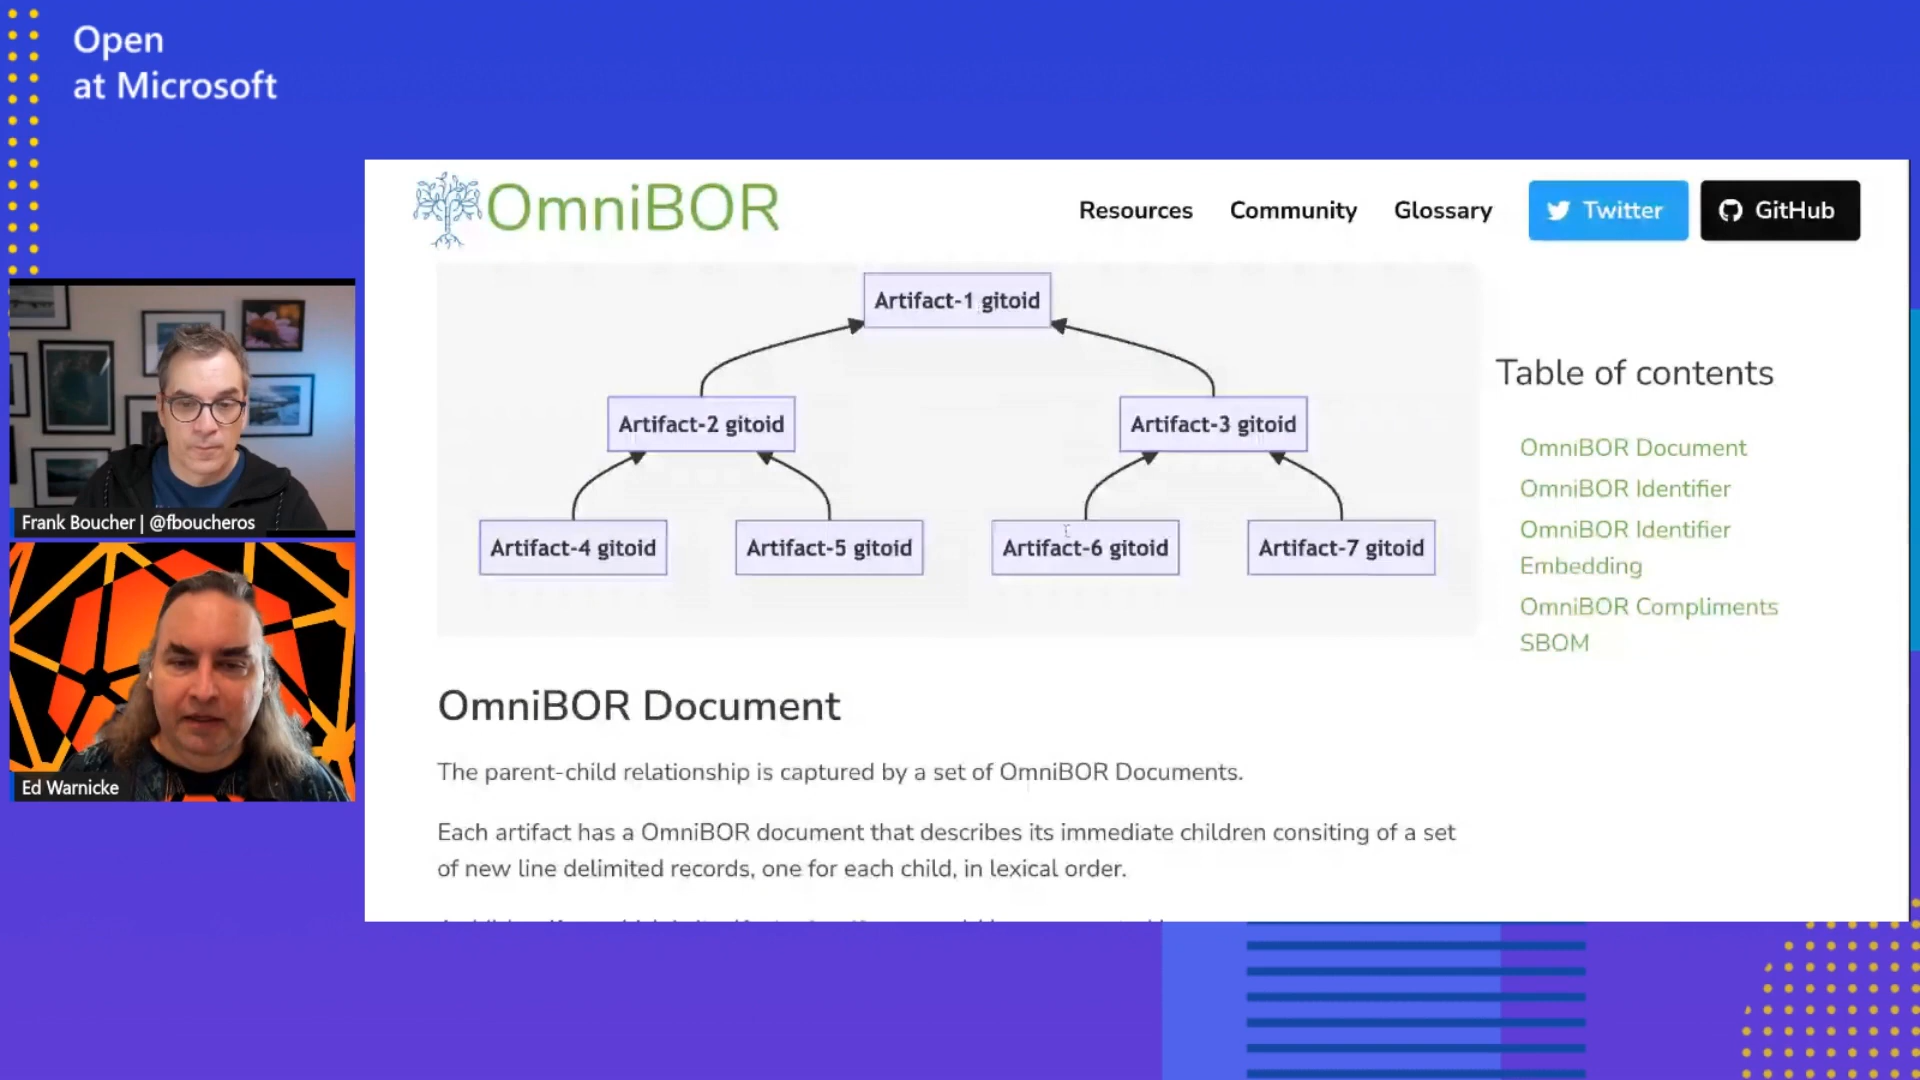 Open
at Microsoft
OmniBOR
Resources
Community
Glossary
Twitter
GitHub
Artifact-1 gitoid
Artifact-2 gitoid
Artifact-3 gitoid
Artifact-4 gitoid
Artifact-5 gitoid
Artifact-6 gitoid
Artifact-7 gitoid
Table of contents
OmniBOR Document
OmniBOR Identifier
OmniBOR Identifier
Embedding
OmniBOR Compliments
SBOM
Frank Boucher | @fboucheros
Ed Warnicke
OmniBOR Document
The parent-child relationship is captured by a set of OmniBOR Documents.
Each artifact has a OmniBOR document that describes its immediate children consiting of a set
of new line delimited records, one for each child, in lexical order.